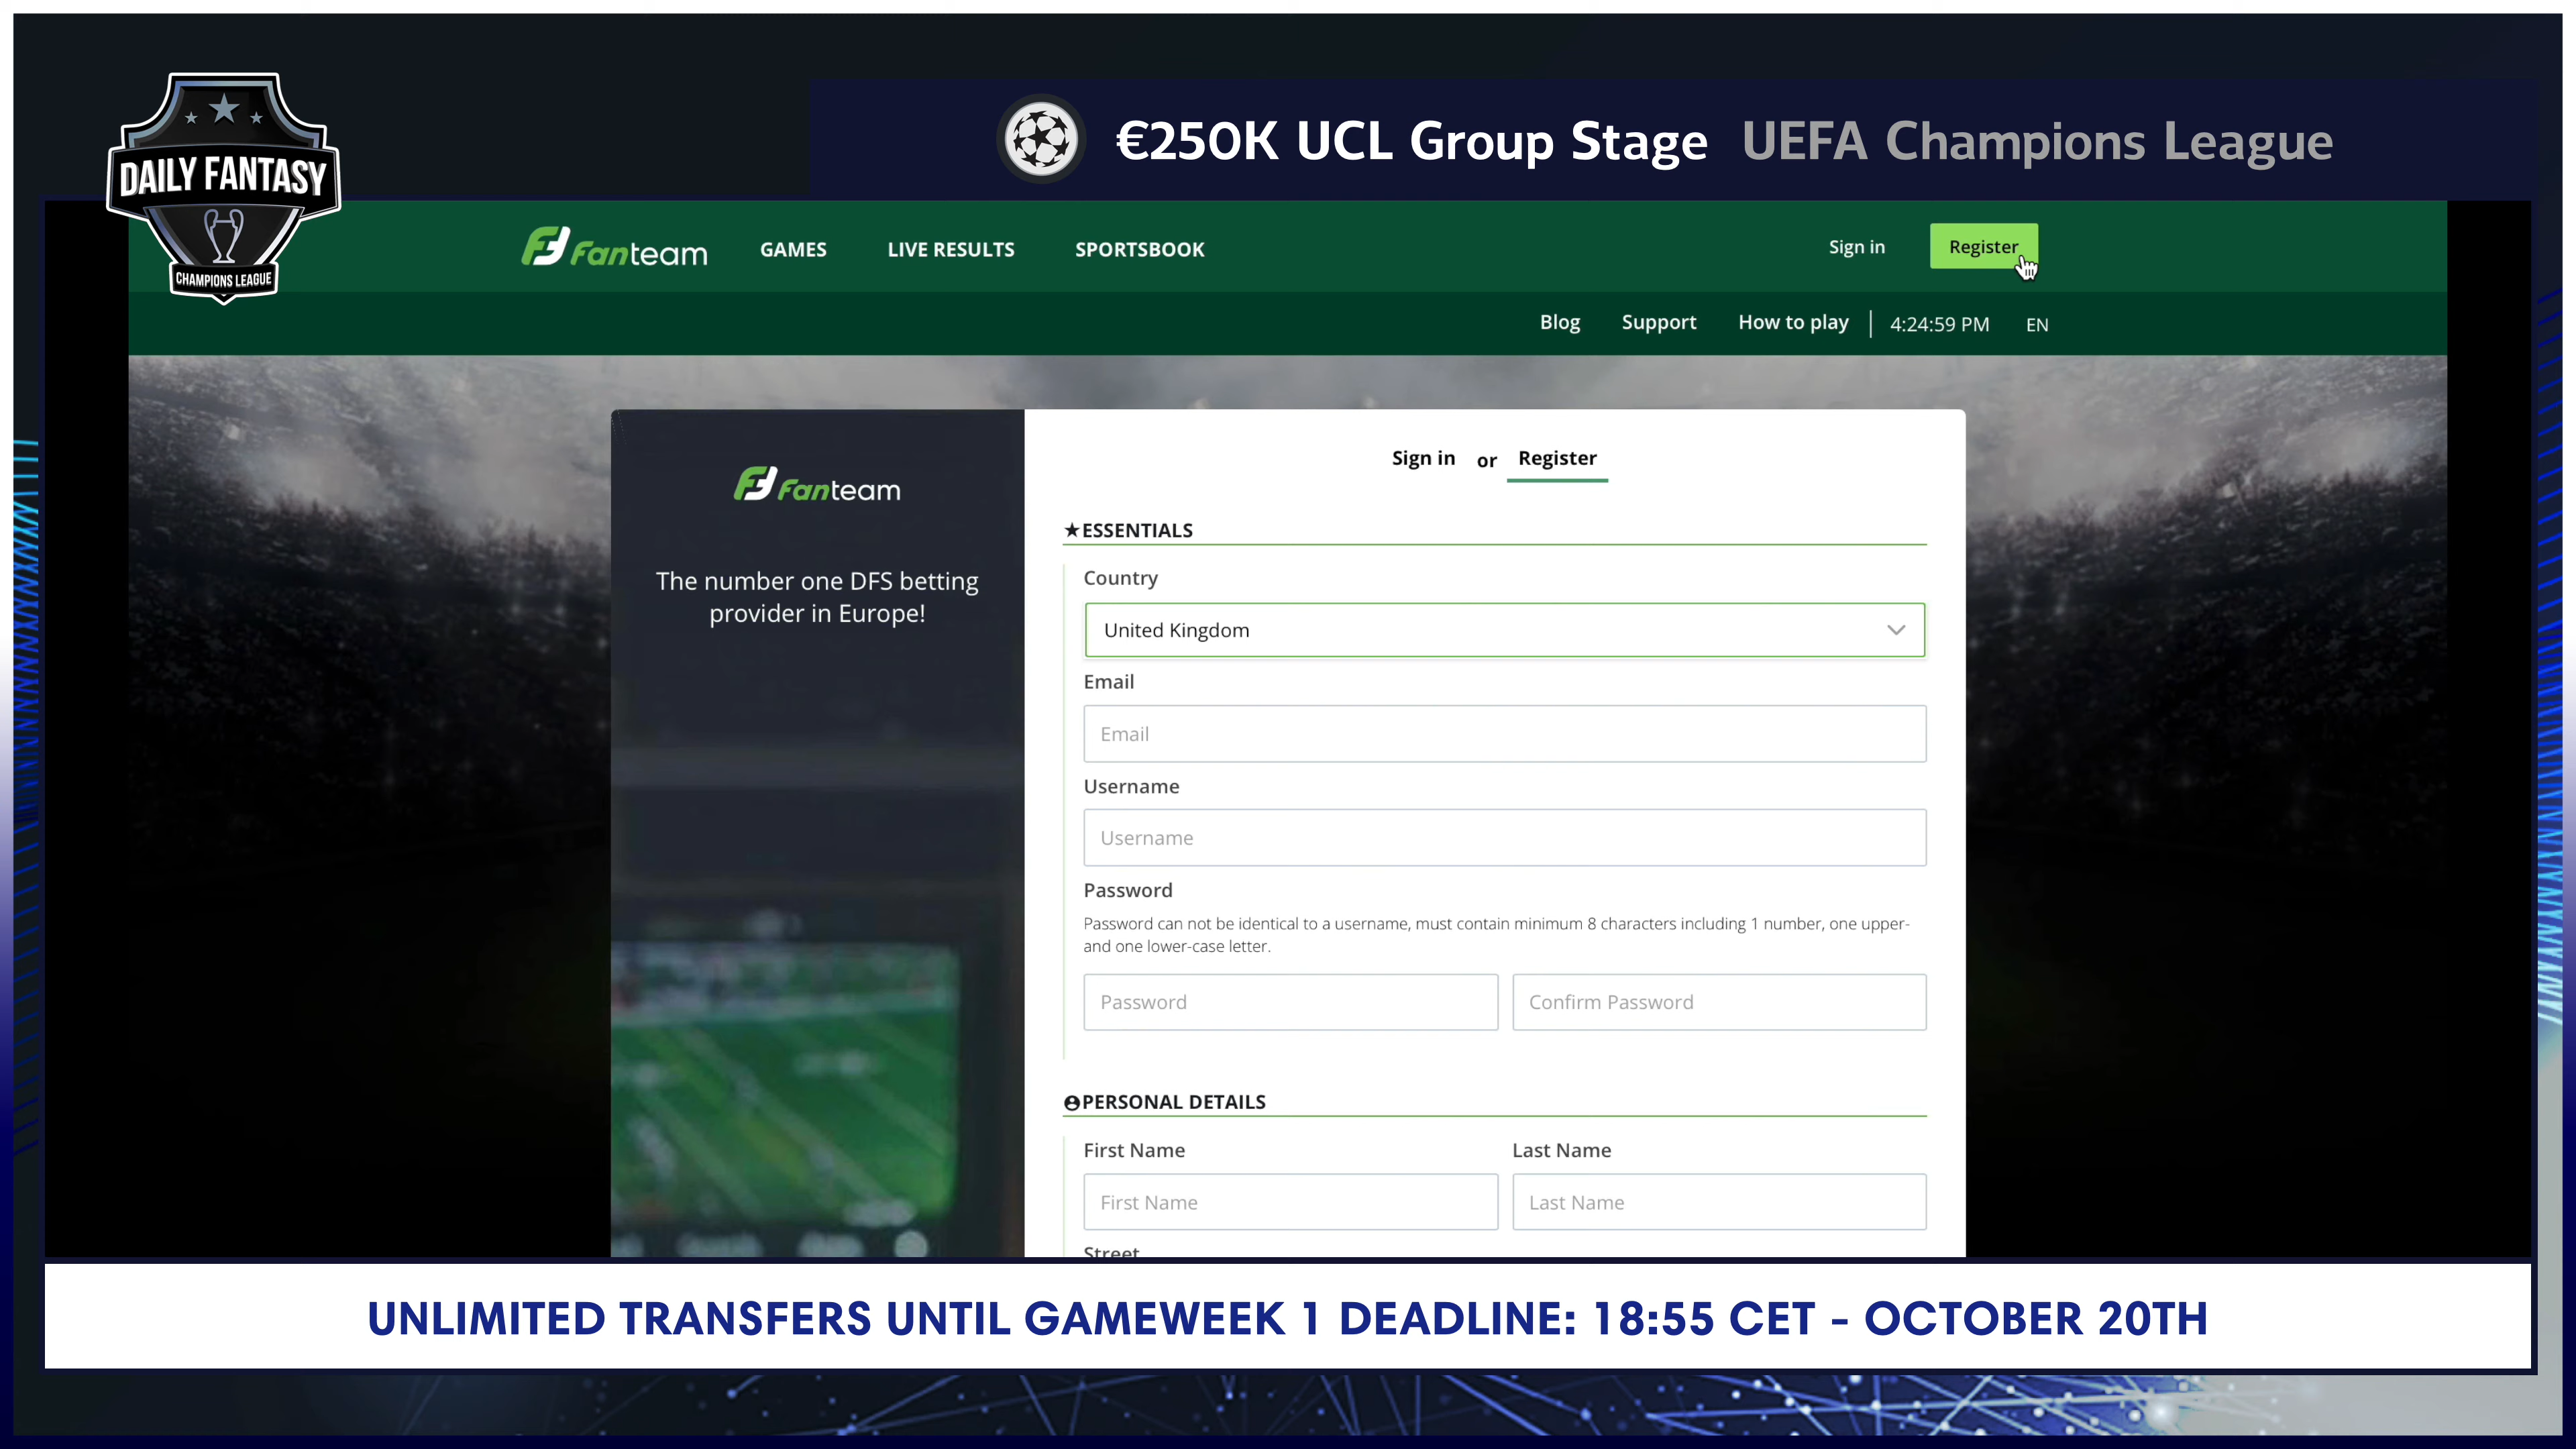 DAILY FANTASY
CHAMPIONS LEAGUE
€250K UCL Group Stage UEFA Champions League
Fanteam GAMES LIVE RESULTS SPORTSBOOK Sign in Register
Blog Support How to play 4:24:59 PM EN
Fanteam
The number one DFS betting
provider in Europe!
Sign in or Register
ESSENTIALS
Country
United Kingdom
Email
Email
Username
Username
Password
Password can not be identical to a username, must contain minimum 8 characters including 1 number, one upper-
and one lower-case letter.
Password Confirm Password
PERSONAL DETAILS
First Name Last Name
First Name Last Name
Street
UNLIMITED TRANSFERS UNTIL GAMEWEEK 1 DEADLINE: 18:55 CET - OCTOBER 20TH